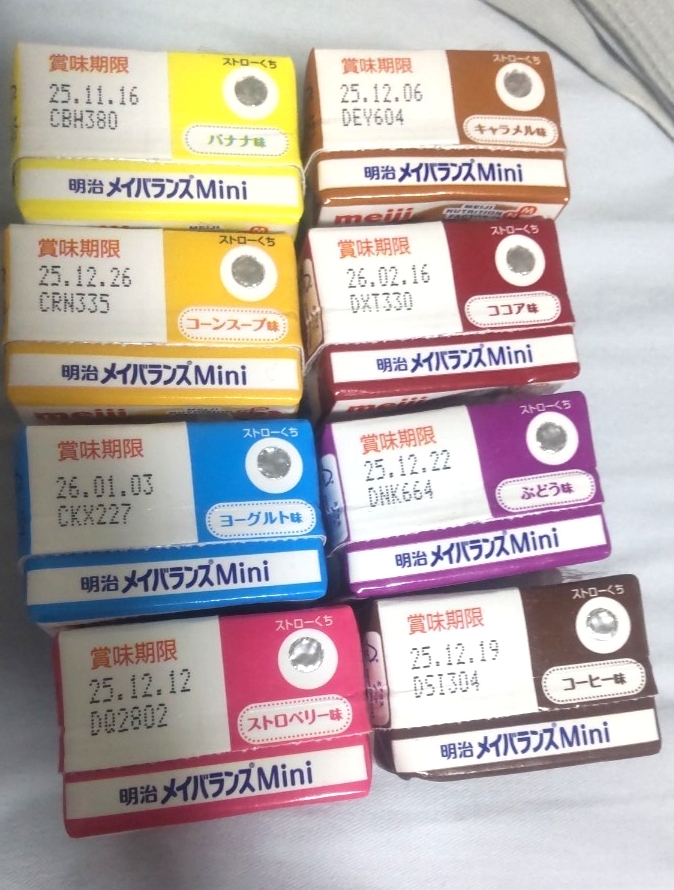 賞味期限
25.11.16
CBH380
ストローくち
バナナ味
明治 メイバランスMini
賞味期限
25.12.06
DEY604
ストローくち
キャラメル味
明治 メイバランスMini
meiji
MEIJI
NUTRITION
賞味期限
25.12.26
CRN335
ストローくち
コーンスープ味
明治 メイバランスMini
meiji
賞味期限
26.02.16
DXT330
ストローくち
ココア味
明治 メイバランスMini
meiji
賞味期限
26.01.03
CKX227
ストローくち
ヨーグルト味
明治 メイバランスMini
賞味期限
25.12.22
DNK664
ストローくち
ぶどう味
明治 メイバランスMini
賞味期限
25.12.12
DQ2802
ストローくち
ストロベリー味
明治 メイバランスMini
賞味期限
25.12.19
DSI304
ストローくち
コーヒー味
明治 メイバランスMini